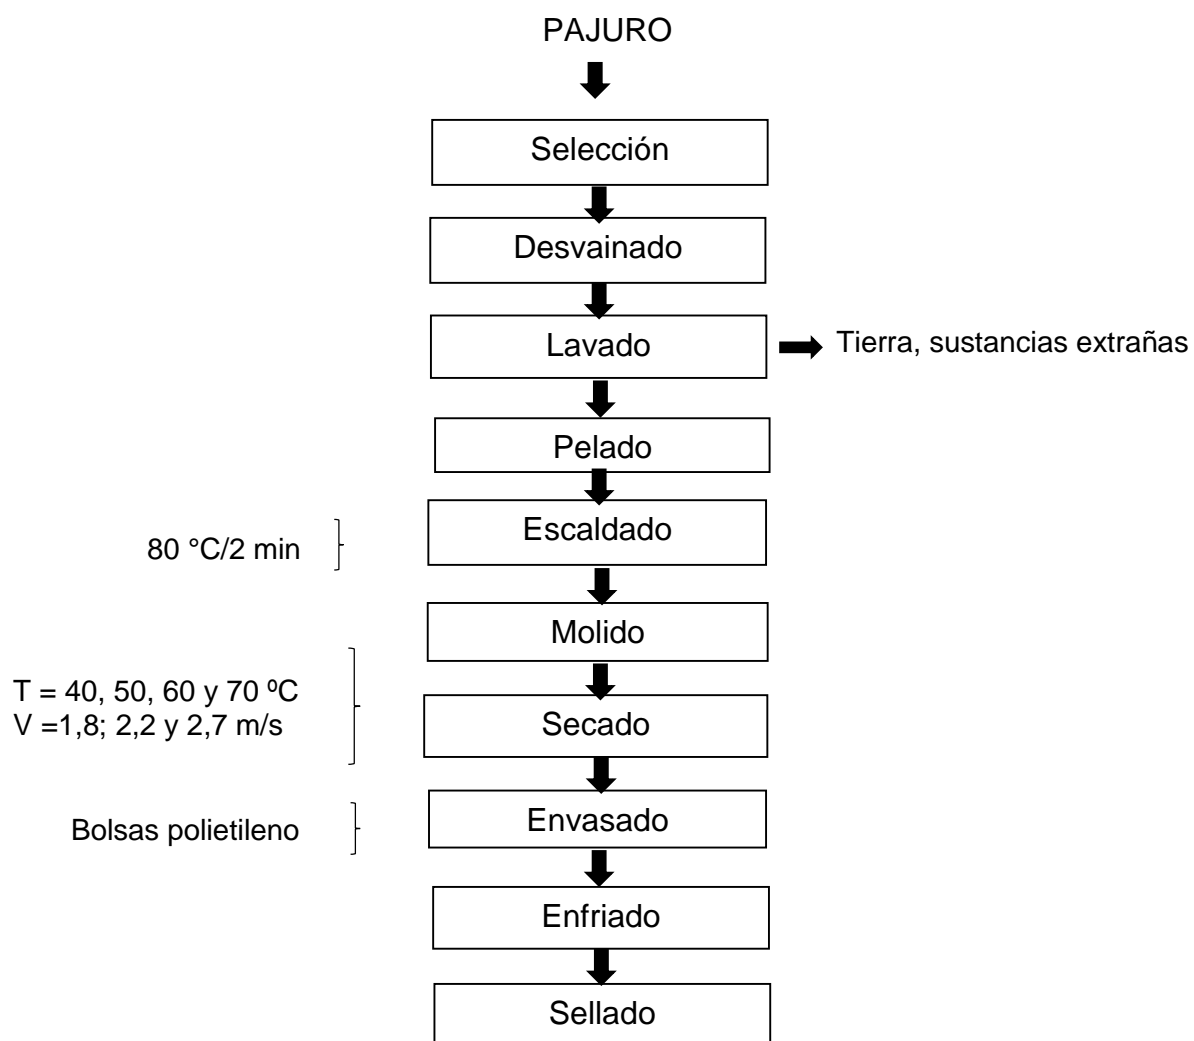 PAJURO
Selección
Desvainado
Lavado
Tierra, sustancias extrañas
Pelado
Escaldado
80 °C/2 min
Molido
T = 40, 50, 60 y 70 ºC
V =1,8; 2,2 y 2,7 m/s
Secado
Envasado
Bolsas polietileno
Enfriado
Sellado